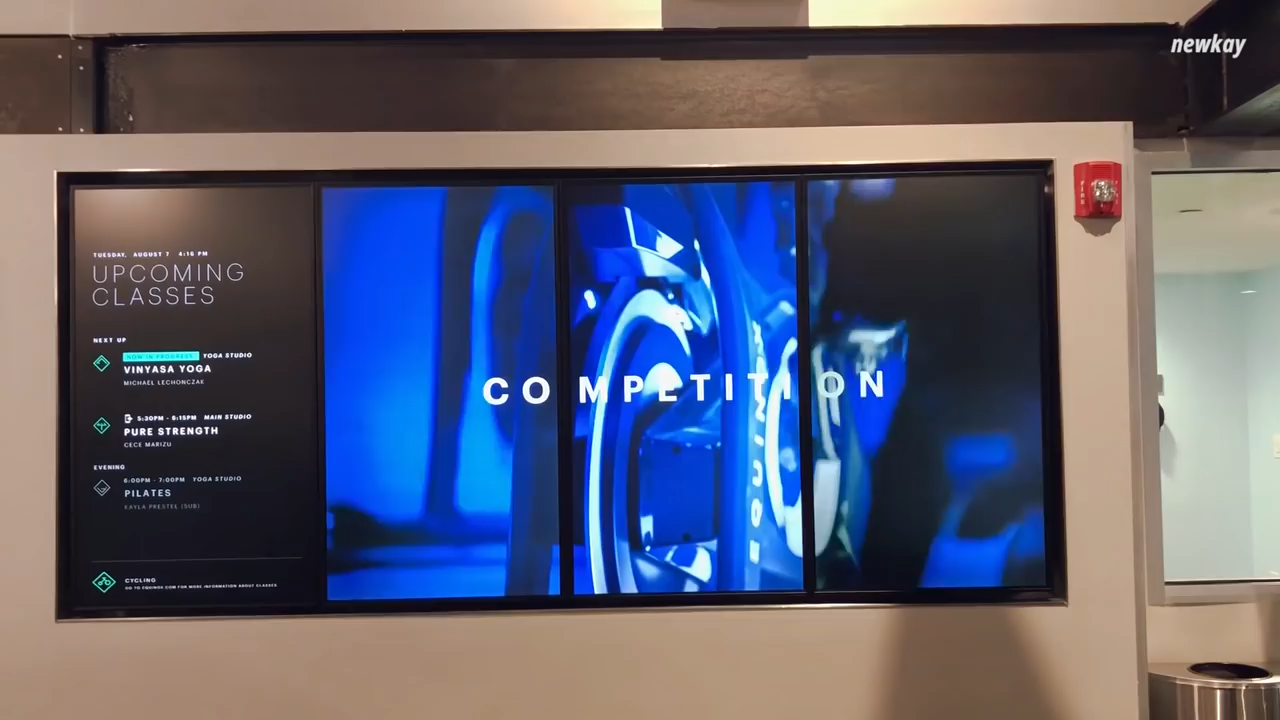 newkay
FIRE
TUESDAY, AUGUST 7 4:16 PM
UPCOMING
CLASSES
NEXT UP
NOW IN PROGRESS YOGA STUDIO
VINYASA YOGA
MICHAEL LECHONCZAK
5:30PM - 6:15PM MAIN STUDIO
PURE STRENGTH
CECE MARIZU
EVENING
6:00PM - 7:00PM YOGA STUDIO
PILATES
KAYLA PRESTEL (SUB)
CYCLING
GO TO EQUINOX.COM FOR MORE INFORMATION ABOUT CLASSES
COMPETITION
EQUINOX